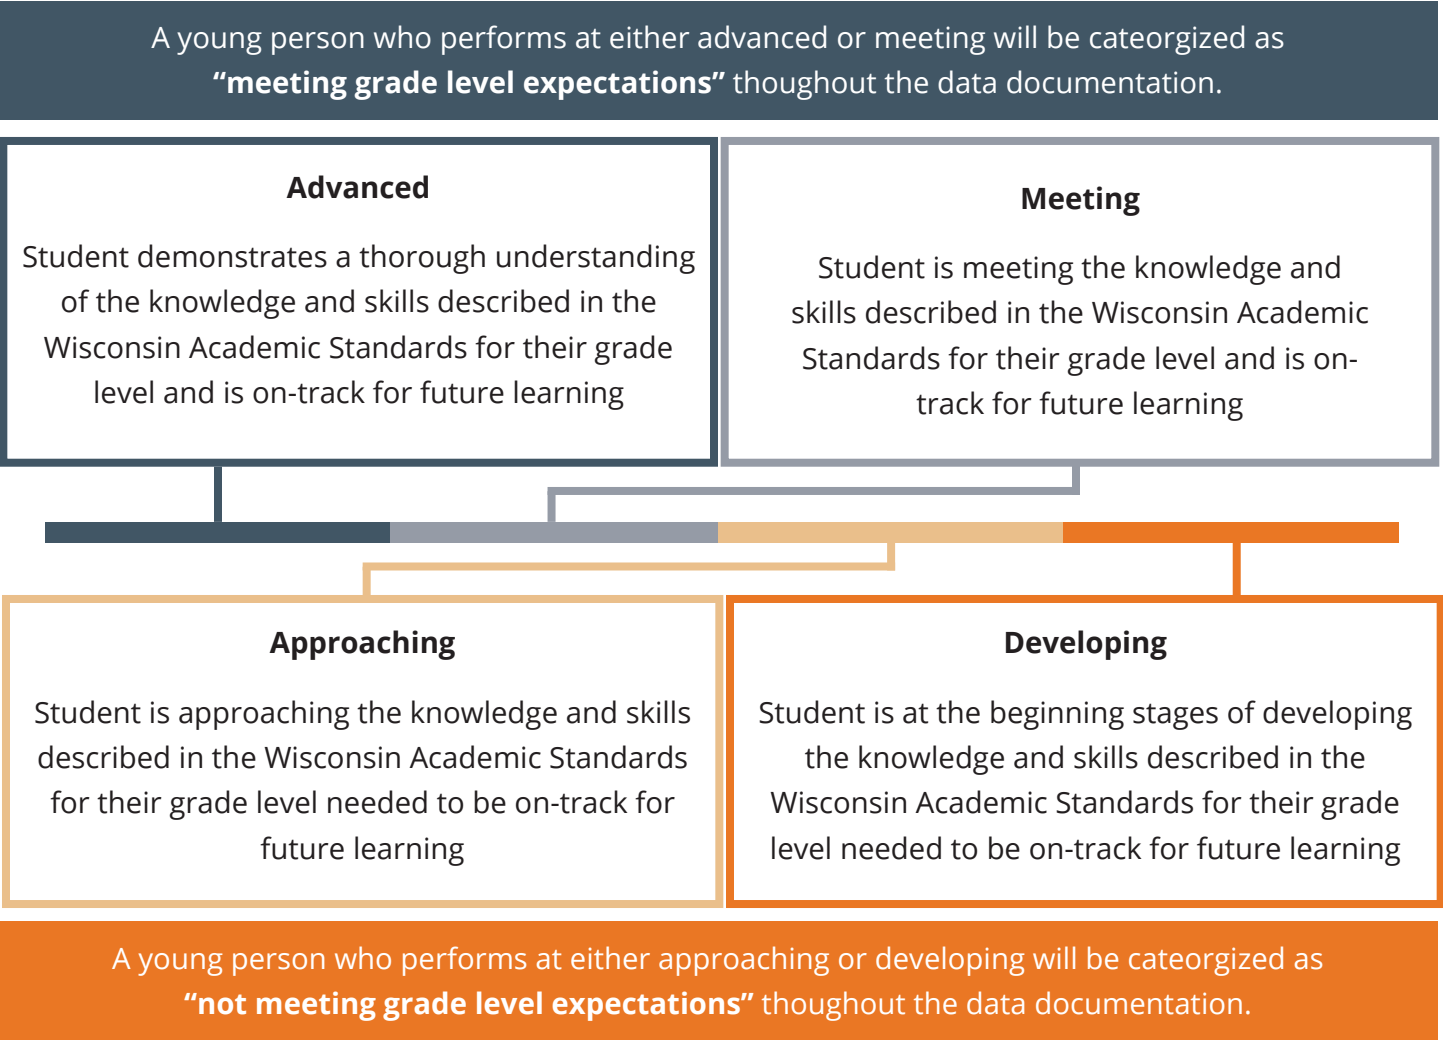 A young person who performs at either advanced or meeting will be cateorgized as
“meeting grade level expectations” thoughout the data documentation.
Advanced
Student demonstrates a thorough understanding
of the knowledge and skills described in the
Wisconsin Academic Standards for their grade
level and is on-track for future learning
Meeting
Student is meeting the knowledge and
skills described in the Wisconsin Academic
Standards for their grade level and is on-
track for future learning
Approaching
Student is approaching the knowledge and skills
described in the Wisconsin Academic Standards
for their grade level needed to be on-track for
future learning
Developing
Student is at the beginning stages of developing
the knowledge and skills described in the
Wisconsin Academic Standards for their grade
level needed to be on-track for future learning
A young person who performs at either approaching or developing will be cateorgized as
“not meeting grade level expectations” thoughout the data documentation.